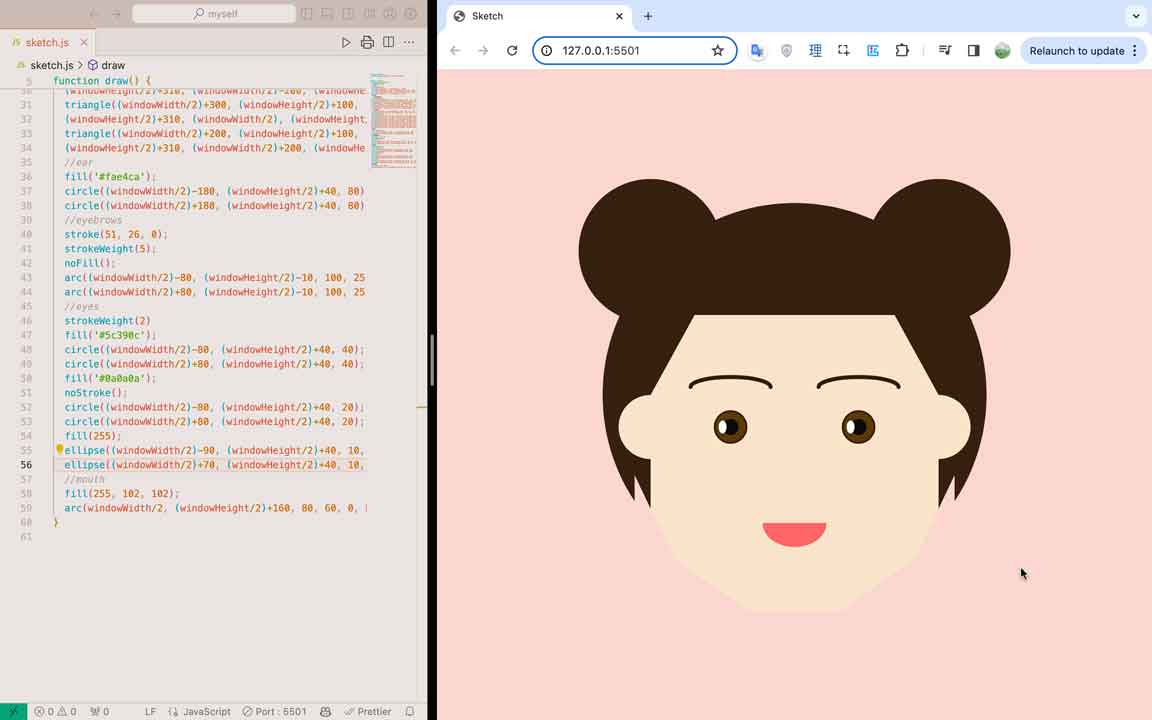 myself
sketch.js
sketch.js > draw
5 function draw() {
30 (windowHeight/2)+310, (windowWidth/2)-200, (windowHe
31 triangle((windowWidth/2)+300, (windowHeight/2)+100,
32 (windowHeight/2)+310, (windowWidth/2), (windowHeight
33 triangle((windowWidth/2)+200, (windowHeight/2)+100,
34 (windowHeight/2)+310, (windowWidth/2)+200, (windowHe
35 //ear
36 fill('#fae4ca');
37 circle((windowWidth/2)-180, (windowHeight/2)+40, 80)
38 circle((windowWidth/2)+180, (windowHeight/2)+40, 80)
39 //eyebrows
40 stroke(51, 26, 0);
41 strokeWeight(5);
42 noFill();
43 arc((windowWidth/2)-80, (windowHeight/2)-10, 100, 25
44 arc((windowWidth/2)+80, (windowHeight/2)-10, 100, 25
45 //eyes
46 strokeWeight(2)
47 fill('#5c390c');
48 circle((windowWidth/2)-80, (windowHeight/2)+40, 40);
49 circle((windowWidth/2)+80, (windowHeight/2)+40, 40);
50 fill('#0a0a0a');
51 noStroke();
52 circle((windowWidth/2)-80, (windowHeight/2)+40, 20);
53 circle((windowWidth/2)+80, (windowHeight/2)+40, 20);
54 fill(255);
55 ellipse((windowWidth/2)-90, (windowHeight/2)+40, 10,
56 ellipse((windowWidth/2)+70, (windowHeight/2)+40, 10,
57 //mouth
58 fill(255, 102, 102);
59 arc(windowWidth/2, (windowHeight/2)+160, 80, 60, 0,
60 }
61
0 0 0 LF JavaScript Port : 5501 Prettier
Sketch
127.0.0.1:5501
Relaunch to update